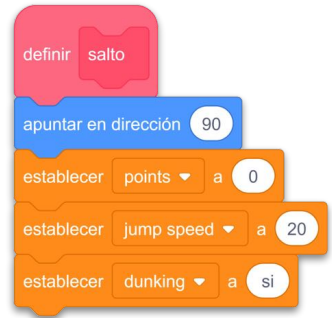 definir salto
apuntar en dirección 90
establecer points a 0
establecer jump speed a 20
establecer dunking a si